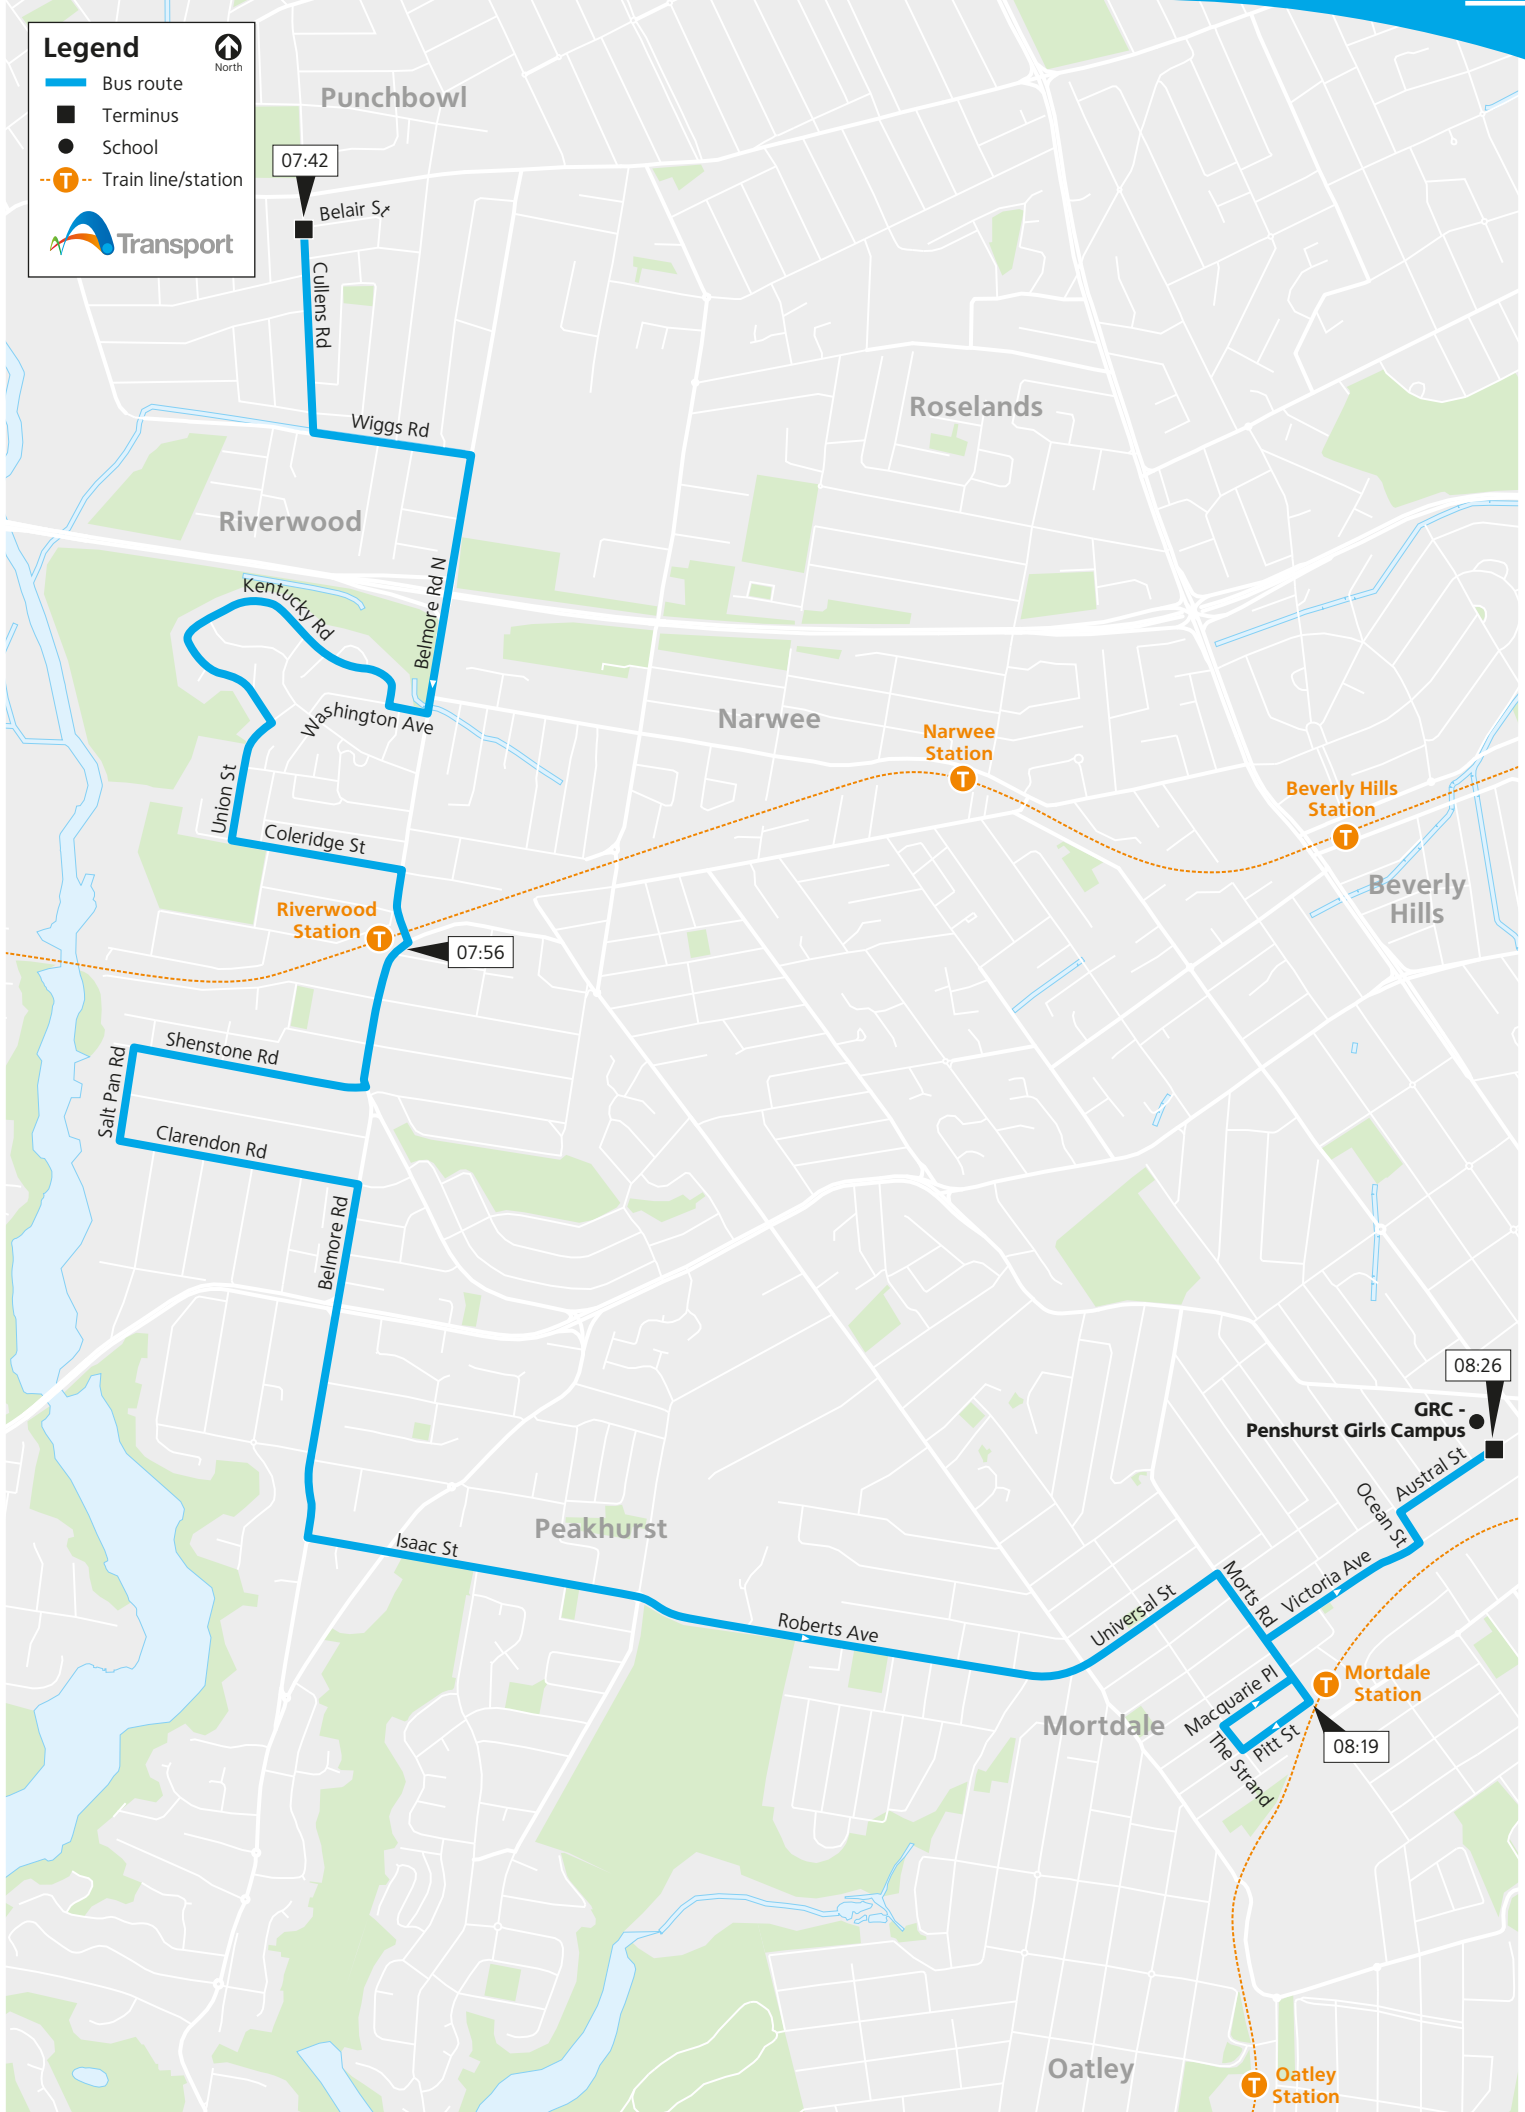 Legend
North
Bus route
Terminus
School
T
Train line/station
Transport
Punchbowl
07:42
Belair St
Cullens Rd
Wiggs Rd
Roselands
Riverwood
Kentucky Rd
Belmore Rd N
Washington Ave
Narwee
Narwee
Station
T
Beverly Hills
Station
T
Union St
Coleridge St
Beverly
Hills
Riverwood
Station
T
07:56
Shenstone Rd
Salt Pan Rd
Clarendon Rd
Belmore Rd
08:26
GRC -
Penshurst Girls Campus
Austral St
Ocean St
Peakhurst
Isaac St
Victoria Ave
Morts Rd
Universal St
Roberts Ave
Macquarie Pl
T
Mortdale
Station
Mortdale
The Strand
Pitt St
08:19
Oatley
T
Oatley
Station